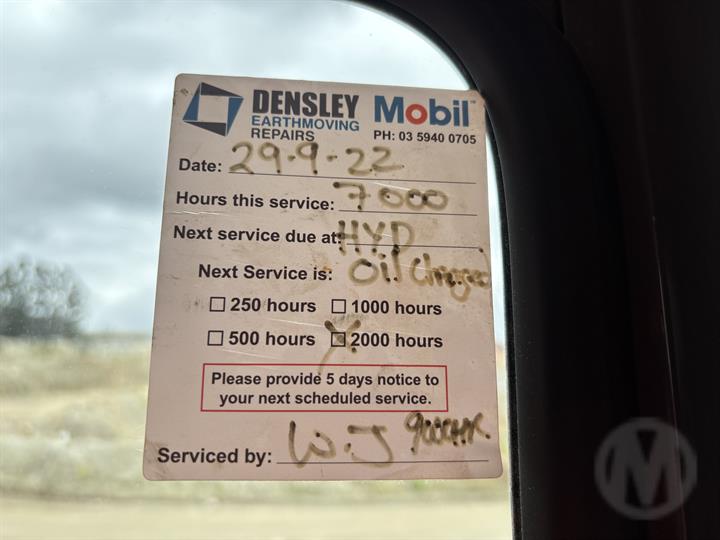 DENSLEY
EARTHMOVING
REPAIRS
Mobil™
PH: 03 5940 0705
Date: 29-9-22
Hours this service: 7000
Next service due at: HYD
Next Service is: Oil Changed
250 hours 1000 hours
500 hours 2000 hours
Please provide 5 days notice to
your next scheduled service.
Serviced by: W.J
M